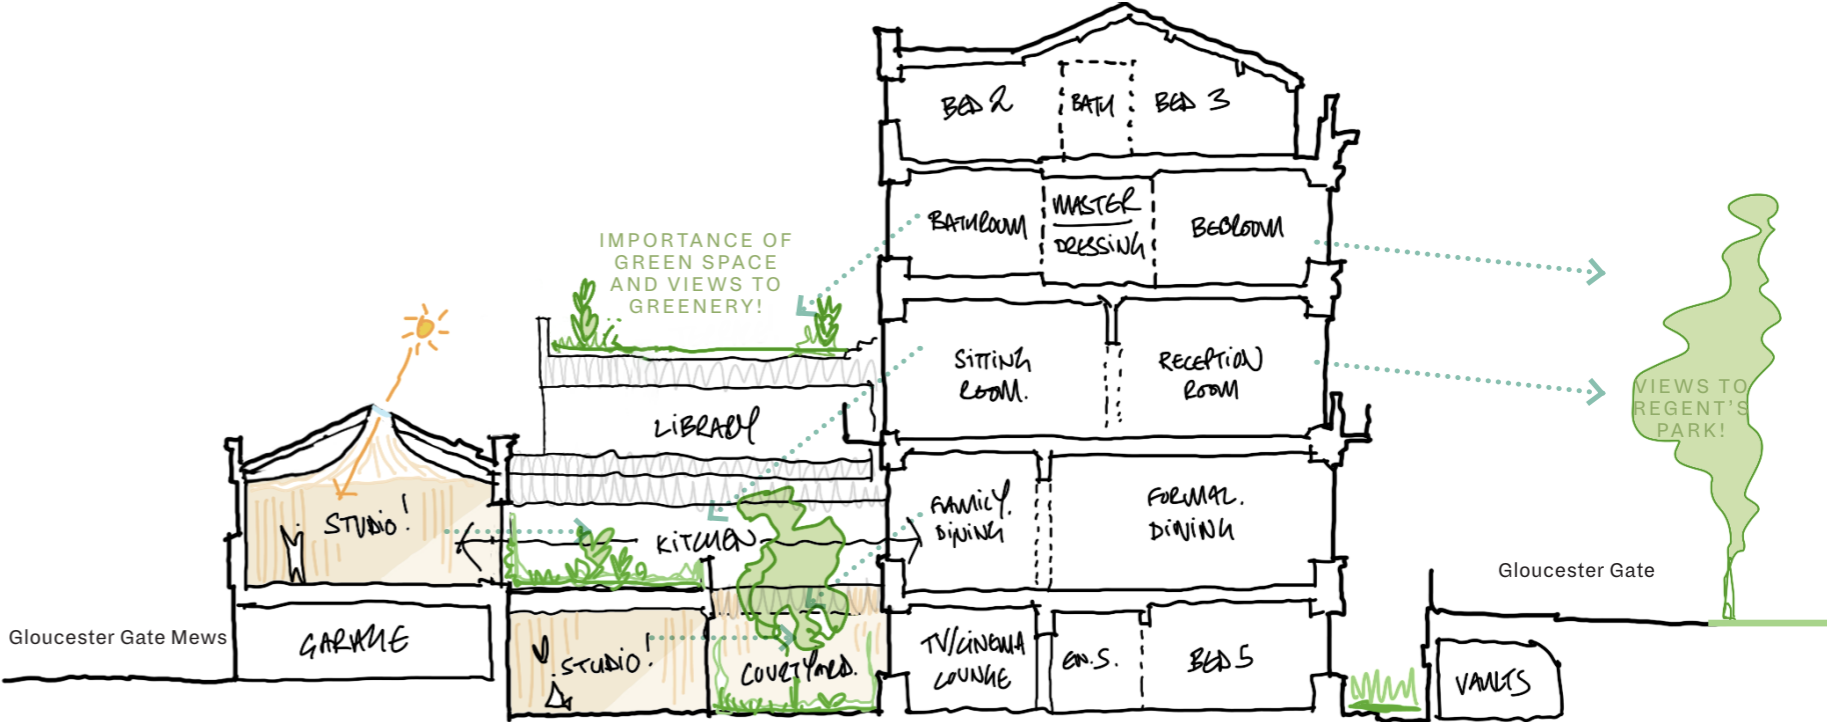 BED 2
BATH
BED 3
BATHROOM
MASTER
DRESSING
BEDROOM
IMPORTANCE OF
GREEN SPACE
AND VIEWS TO
GREENERY!
SITTING
ROOM.
RECEPTION
ROOM
VIEWS TO
REGENT'S
PARK!
LIBRARY
STUDIO!
KITCHEN
FAMILY.
DINING
FORMAL.
DINING
Gloucester Gate
Gloucester Gate Mews
GARAGE
STUDIO!
COURTYARD.
TV/CINEMA
LOUNGE
EN.S.
BED 5
VAULTS